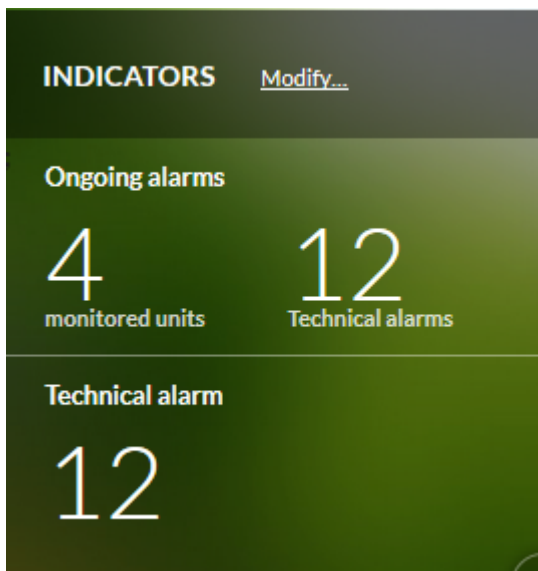 INDICATORS Modify...
Ongoing alarms
4 12
monitored units Technical alarms
Technical alarm
12